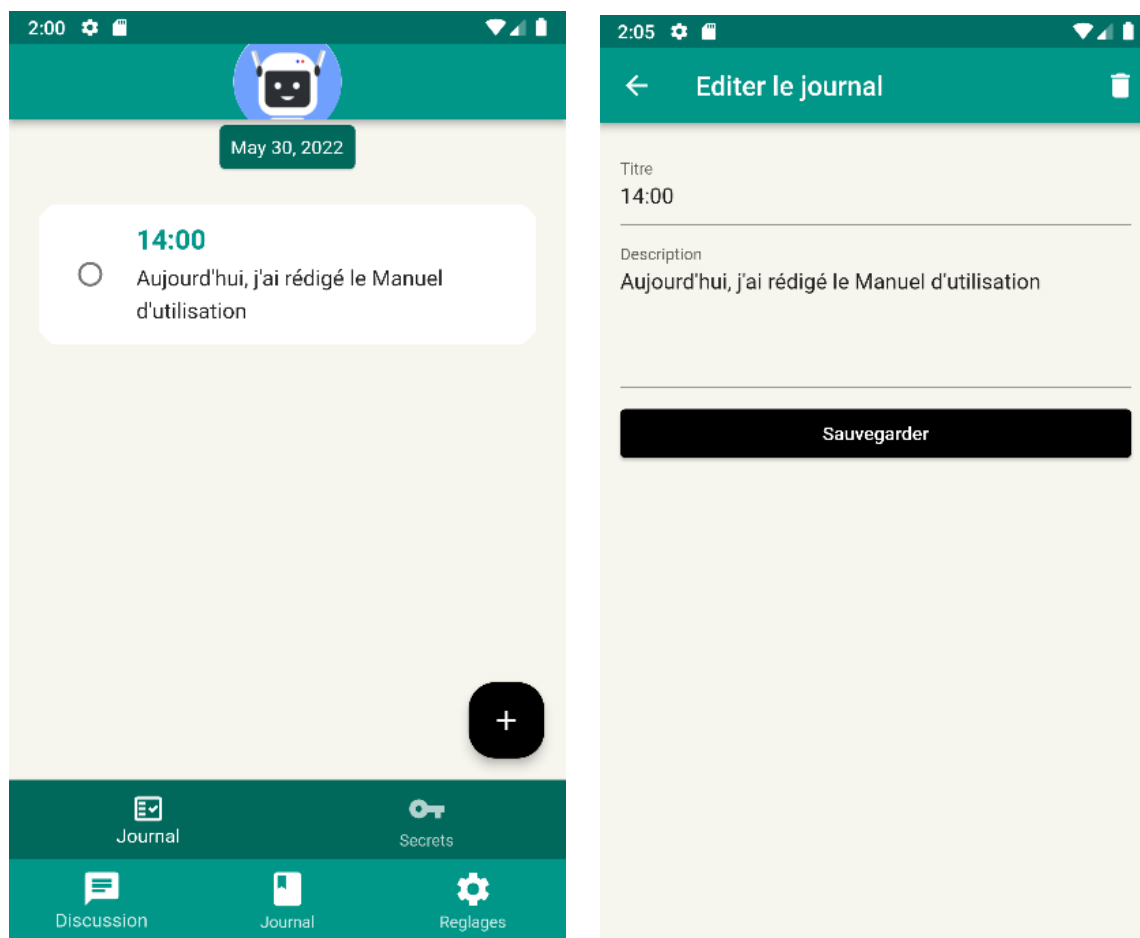 2:00
May 30, 2022
14:00
Aujourd'hui, j'ai rédigé le Manuel
d'utilisation
+
Journal
Secrets
Discussion
Journal
Reglages
2:05
Editer le journal
Titre
14:00
Description
Aujourd'hui, j'ai rédigé le Manuel d'utilisation
Sauvegarder